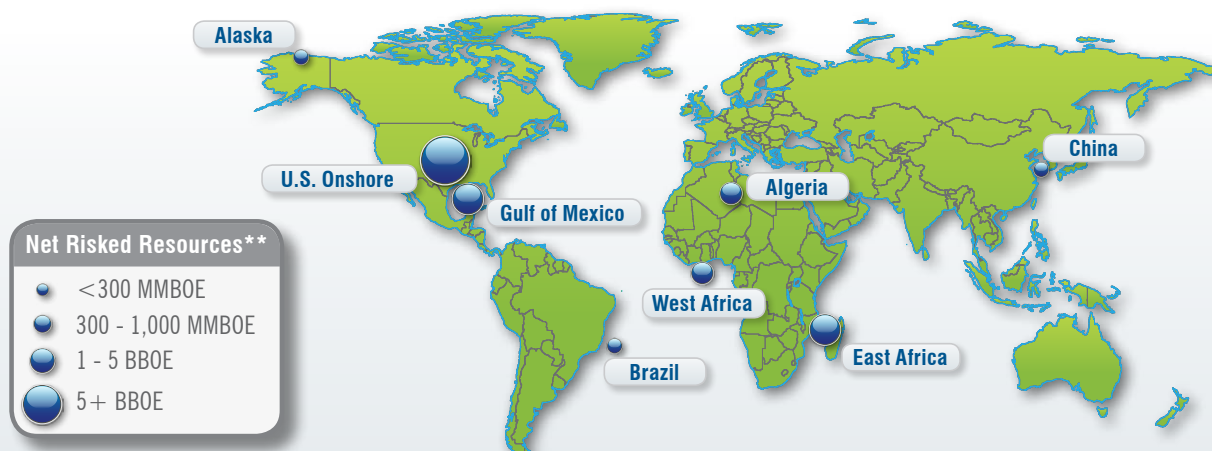 Alaska
China
U.S. Onshore
Algeria
Gulf of Mexico
Net Risked Resources**
<300 MMBOE
300 - 1,000 MMBOE
1 - 5 BBOE
5+ BBOE
West Africa
East Africa
Brazil